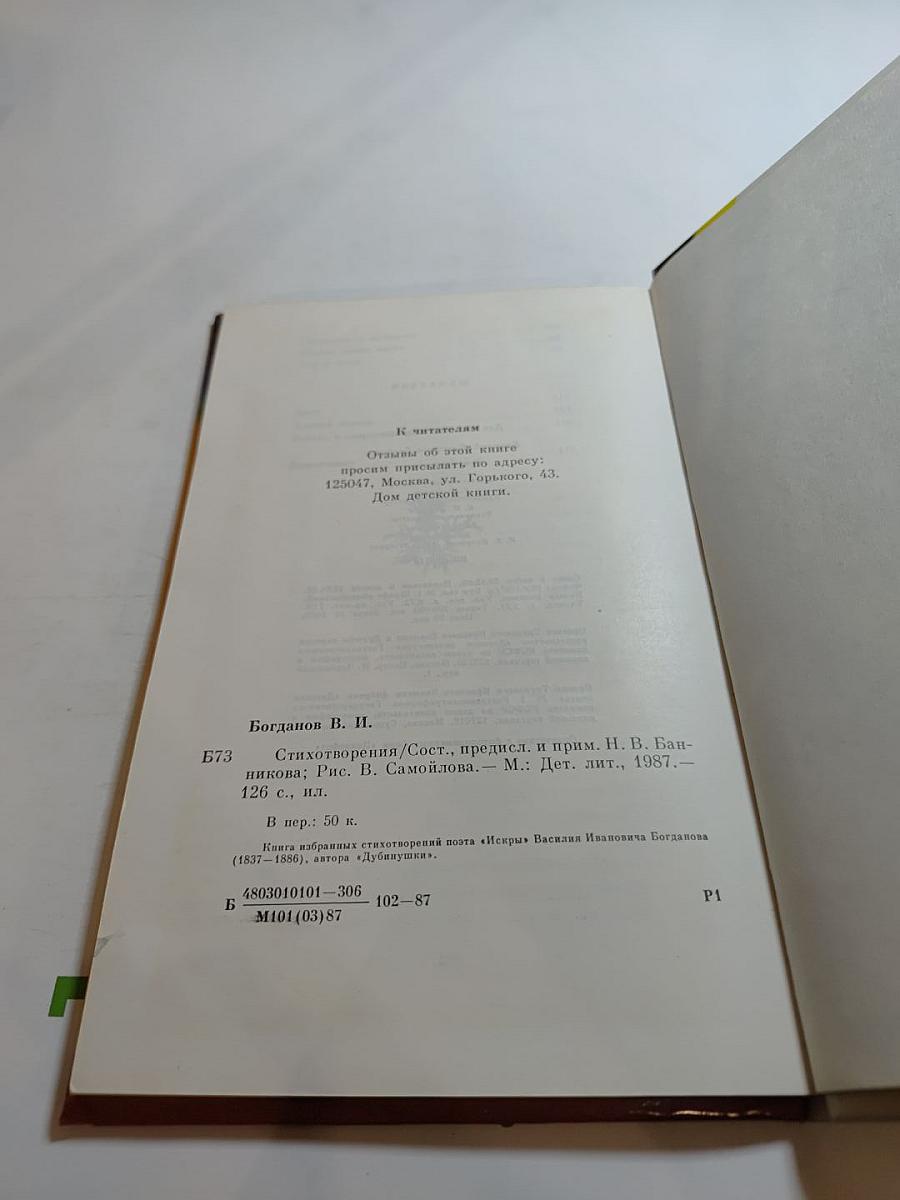 К читателям
Отзывы об этой книге
просим присылать по адресу:
125047, Москва, ул. Горького, 43.
Дом детской книги.
Богданов В. И.
Б73 Стихотворения/Сост., предисл. и прим. Н. В. Бан-
никова; Рис. В. Самойлова.— М.: Дет. лит., 1987.—
126 с., ил.
В пер.: 50 к.
Книга избранных стихотворений поэта «Искры» Василия Ивановича Богданова
(1837—1886), автора «Дубинушки».
Б 4803010101—306 102—87 Р1
М101(03)87